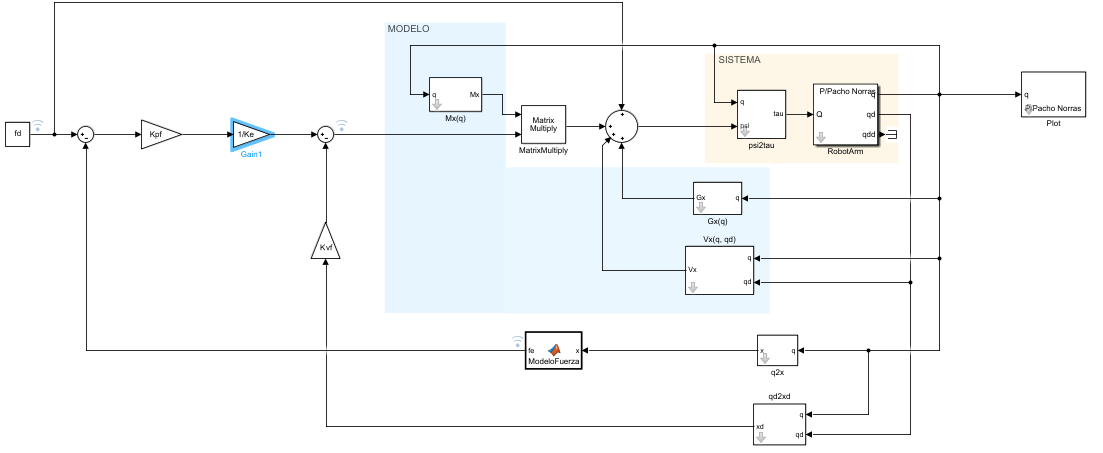 MODELO
SISTEMA
fd
Kpf
1/Ke
Gain1
Kvf
q
Mx
Mx(q)
Matrix
Multiply
MatrixMultiply
q
psi
tau
psi2tau
P/Pacho Norras
Q
q
qd
qdd
RobotArm
q
P/Pacho Norras
Plot
Gx
q
Gx(q)
Vx(q, qd)
Vx
q
qd
fe
x
ModeloFuerza
x
q
q2x
qd2xd
xd
q
qd